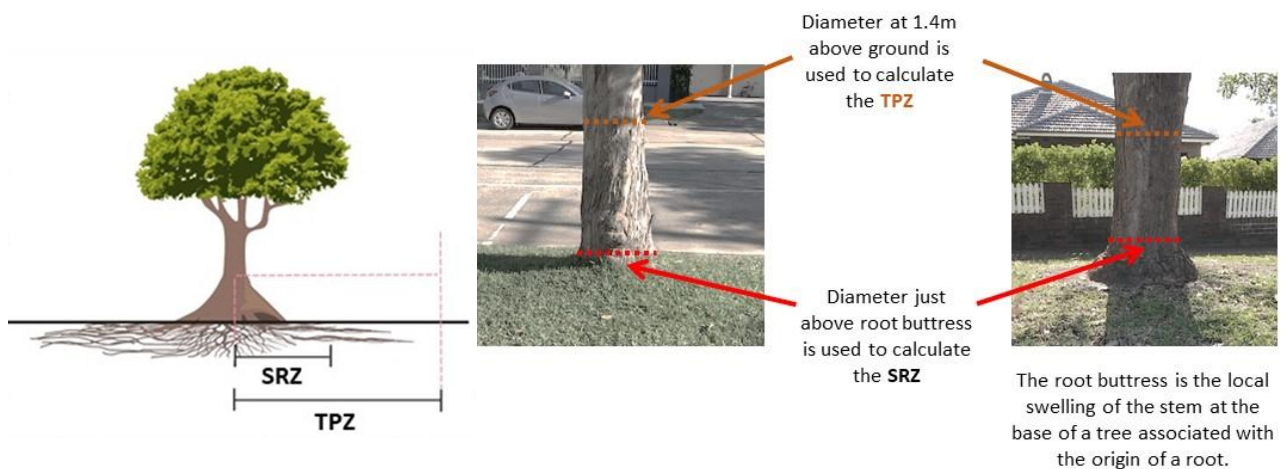 SRZ
TPZ
Diameter at 1.4m
above ground is
used to calculate
the TPZ
Diameter just
above root buttress
is used to calculate
the SRZ
The root buttress is the local
swelling of the stem at the
base of a tree associated with
the origin of a root.